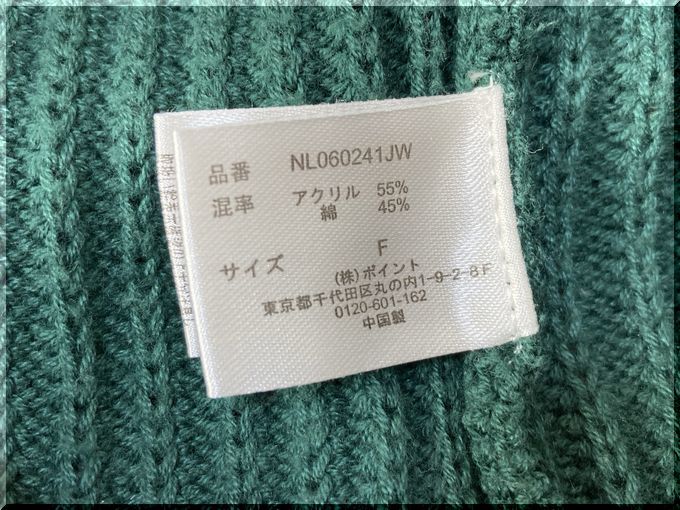 品番 NL060241JW
混率 アクリル 55%
綿 45%
サイズ F
(株)ポイント
東京都千代田区丸の内1-9-2-8F
0120-601-162
中国製